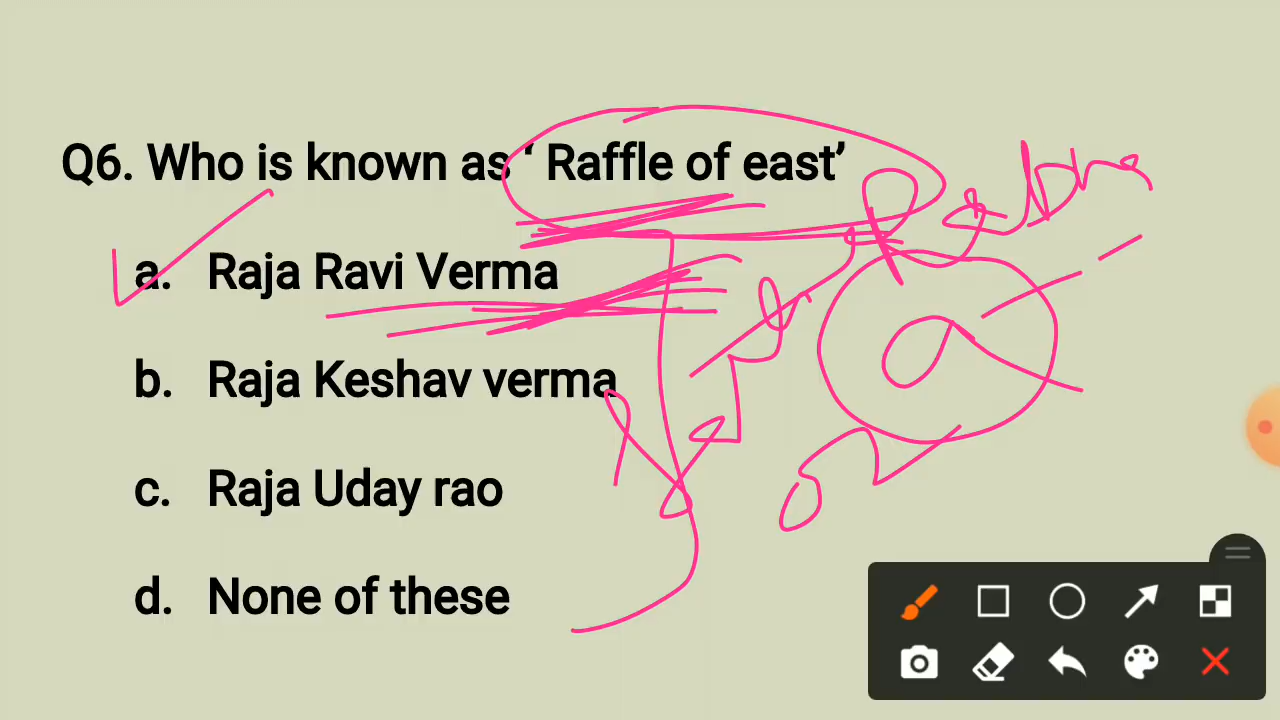 Q6. Who is known as ‘ Raffle of east’
a. Raja Ravi Verma
b. Raja Keshav verma
c. Raja Uday rao
d. None of these